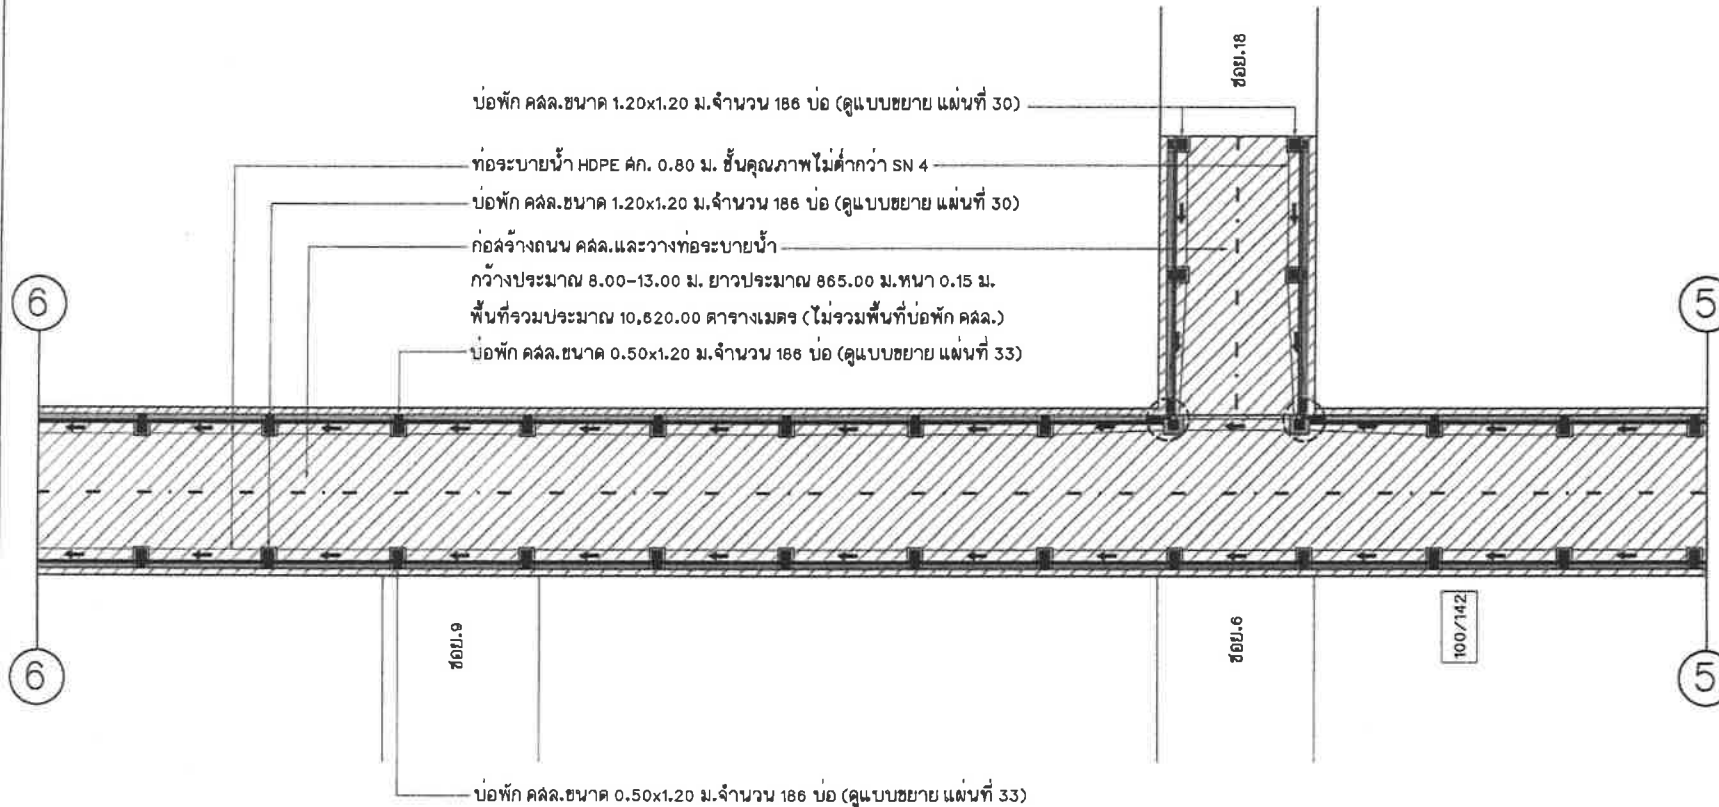 ซอย.18
บ่อพัก คสล.ขนาด 1.20x1.20 ม.จำนวน 186 บ่อ (ดูแบบขยาย แผ่นที่ 30)
ท่อระบายน้ำ HDPE ศก. 0.80 ม. ชั้นคุณภาพไม่ต่ำกว่า SN 4
บ่อพัก คสล.ขนาด 1.20x1.20 ม.จำนวน 186 บ่อ (ดูแบบขยาย แผ่นที่ 30)
ก่อสร้างถนน คสล.และวางท่อระบายน้ำ
กว้างประมาณ 8.00-13.00 ม. ยาวประมาณ 865.00 ม.หนา 0.15 ม.
พื้นที่รวมประมาณ 10,620.00 ตารางเมตร (ไม่รวมพื้นที่บ่อพัก คสล.)
บ่อพัก คสล.ขนาด 0.50x1.20 ม.จำนวน 186 บ่อ (ดูแบบขยาย แผ่นที่ 33)
6
5
ซอย.9
ซอย.6
100/142
6
5
บ่อพัก คสล.ขนาด 0.50x1.20 ม.จำนวน 186 บ่อ (ดูแบบขยาย แผ่นที่ 33)